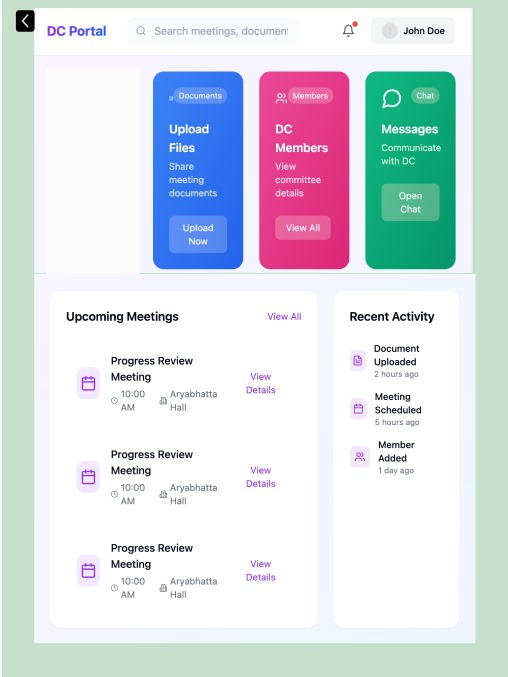 DC Portal
Search meetings, document
John Doe
Documents
Upload
Files
Share
meeting
documents
Upload
Now
Members
DC
Members
View
committee
details
View All
Chat
Messages
Communicate
with DC
Open
Chat
Upcoming Meetings
View All
Progress Review
Meeting
10:00
AM
Aryabhatta
Hall
View
Details
Progress Review
Meeting
10:00
AM
Aryabhatta
Hall
View
Details
Progress Review
Meeting
10:00
AM
Aryabhatta
Hall
View
Details
Recent Activity
Document
Uploaded
2 hours ago
Meeting
Scheduled
5 hours ago
Member
Added
1 day ago